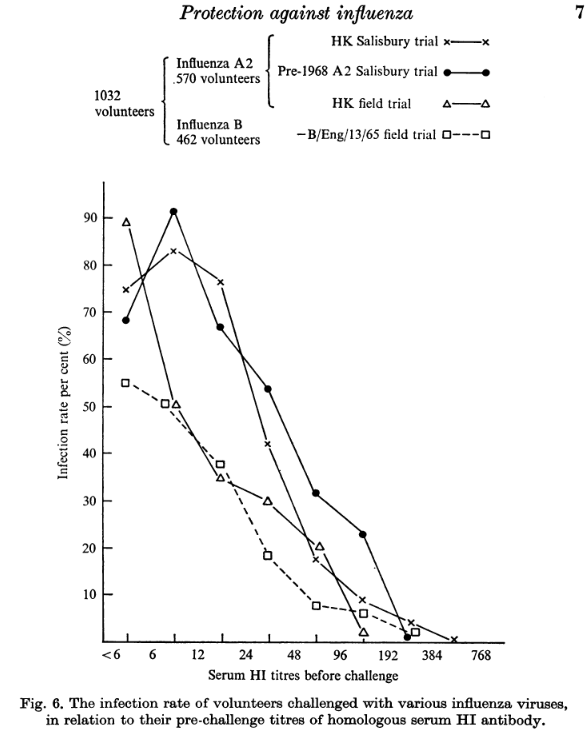 Protection against influenza 7
HK Salisbury trial
Influenza A2
570 volunteers
Pre-1968 A2 Salisbury trial
1032
volunteers
HK field trial
Influenza B
462 volunteers
B/Eng/13/65 field trial
90
80
70
60
50
40
30
20
10
Infection rate per cent (%)
<6 6 12 24 48 96 192 384 768
Serum HI titres before challenge
Fig. 6. The infection rate of volunteers challenged with various influenza viruses,
in relation to their pre-challenge titres of homologous serum HI antibody.